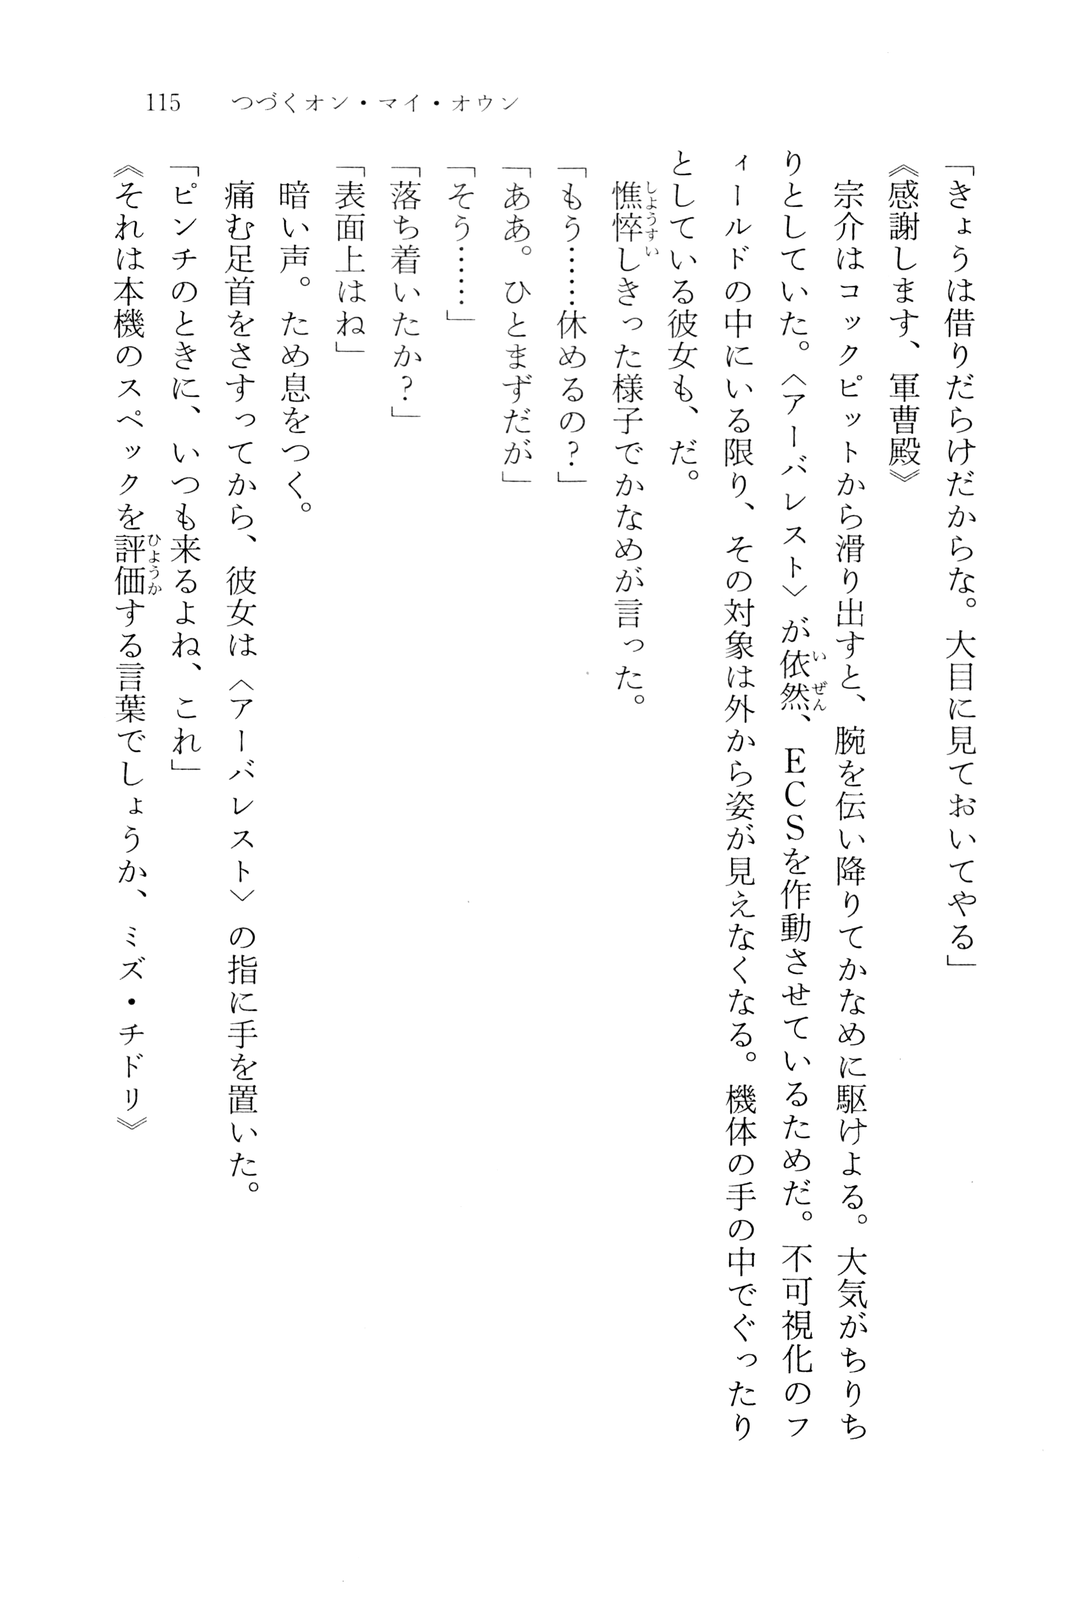 115　つづくオン・マイ・オウン
「きょうは借りだらけだからな。大目に見ておいてやる」
《感謝します、軍曹殿》
　宗介はコックピットから滑り出すと、腕を伝い降りてかなめに駆けよる。大気がちりち
りとしていた。〈アーバレスト〉が依然、ECSを作動させているためだ。不可視化のフ
ィールドの中にいる限り、その対象は外から姿が見えなくなる。機体の手の中でぐったり
としている彼女も、だ。
　憔悴しきった様子でかなめが言った。
「もう……休めるの？」
「ああ。ひとまずだが」
「そう……」
「落ち着いたか？」
「表面上はね」
　暗い声。ため息をつく。
　痛む足首をさすってから、彼女は〈アーバレスト〉の指に手を置いた。
「ピンチのときに、いつも来るよね、これ」
《それは本機のスペックを評価する言葉でしょうか、ミズ・チドリ》
いぜん
しようすい
ひようか